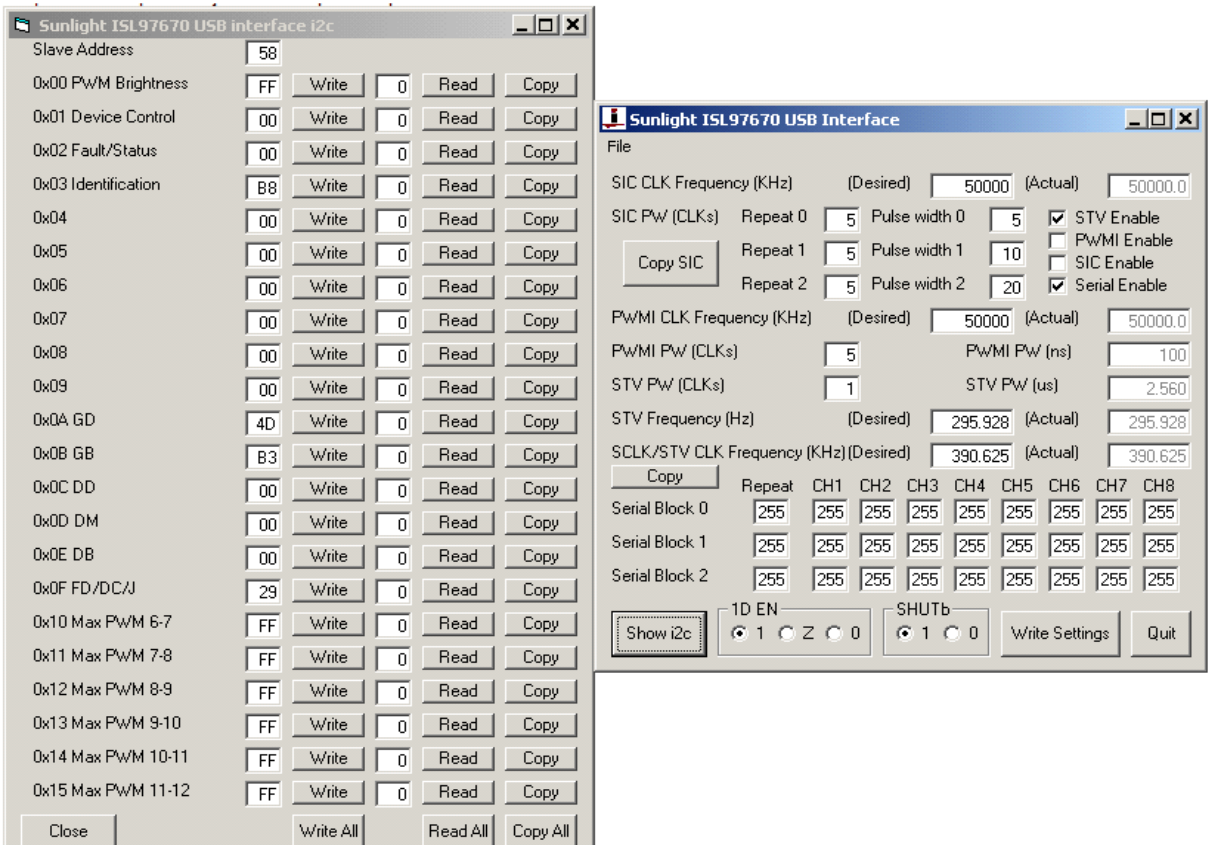 Sunlight ISL97670 USB interface i2c
Slave Address 58
0x00 PWM Brightness FF Write 0 Read Copy
0x01 Device Control 00 Write 0 Read Copy
0x02 Fault/Status 00 Write 0 Read Copy
0x03 Identification B8 Write 0 Read Copy
0x04 00 Write 0 Read Copy
0x05 00 Write 0 Read Copy
0x06 00 Write 0 Read Copy
0x07 00 Write 0 Read Copy
0x08 00 Write 0 Read Copy
0x09 00 Write 0 Read Copy
0x0A GD 4D Write 0 Read Copy
0x0B GB B3 Write 0 Read Copy
0x0C DD 00 Write 0 Read Copy
0x0D DM 00 Write 0 Read Copy
0x0E DB 00 Write 0 Read Copy
0x0F FD/DC/J 29 Write 0 Read Copy
0x10 Max PWM 6-7 FF Write 0 Read Copy
0x11 Max PWM 7-8 FF Write 0 Read Copy
0x12 Max PWM 8-9 FF Write 0 Read Copy
0x13 Max PWM 9-10 FF Write 0 Read Copy
0x14 Max PWM 10-11 FF Write 0 Read Copy
0x15 Max PWM 11-12 FF Write 0 Read Copy
Close Write All Read All Copy All
Sunlight ISL97670 USB Interface
File
SIC CLK Frequency (KHz) (Desired) 50000 (Actual) 50000.0
SIC PW (CLKs) Repeat 0 5 Pulse width 0 5 STV Enable
PWMI Enable
Copy SIC Repeat 1 5 Pulse width 1 10
SIC Enable
Repeat 2 5 Pulse width 2 20 Serial Enable
PWMI CLK Frequency (KHz) (Desired) 50000 (Actual) 50000.0
PWMI PW (CLKs) 5 PWMI PW (ns) 100
STV PW (CLKs) 1 STV PW (us) 2.560
STV Frequency (Hz) (Desired) 295.928 (Actual) 295.928
SCLK/STV CLK Frequency (KHz)(Desired) 390.625 (Actual) 390.625
Copy Repeat CH1 CH2 CH3 CH4 CH5 CH6 CH7 CH8
Serial Block 0 255 255 255 255 255 255 255 255 255
Serial Block 1 255 255 255 255 255 255 255 255 255
Serial Block 2 255 255 255 255 255 255 255 255 255
1D EN SHUTb
Show i2c 1 Z 0 1 0 Write Settings Quit